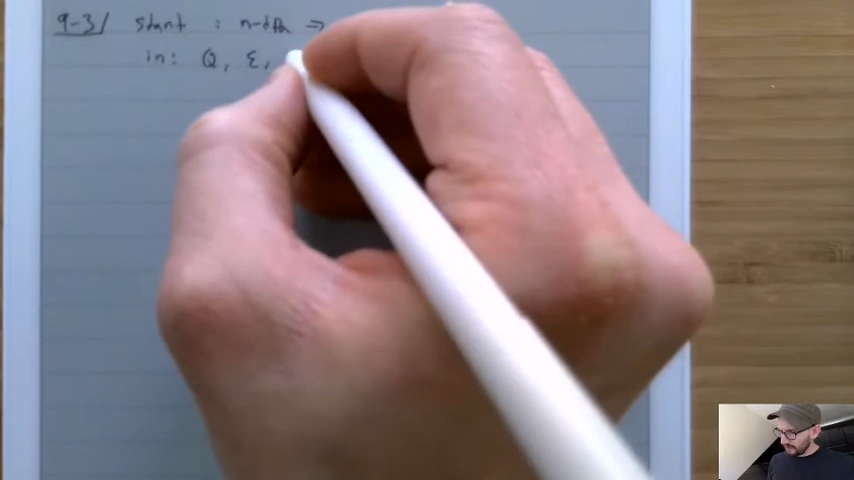 9-3/ start : n-dfa ⇒
in: Q, Σ,